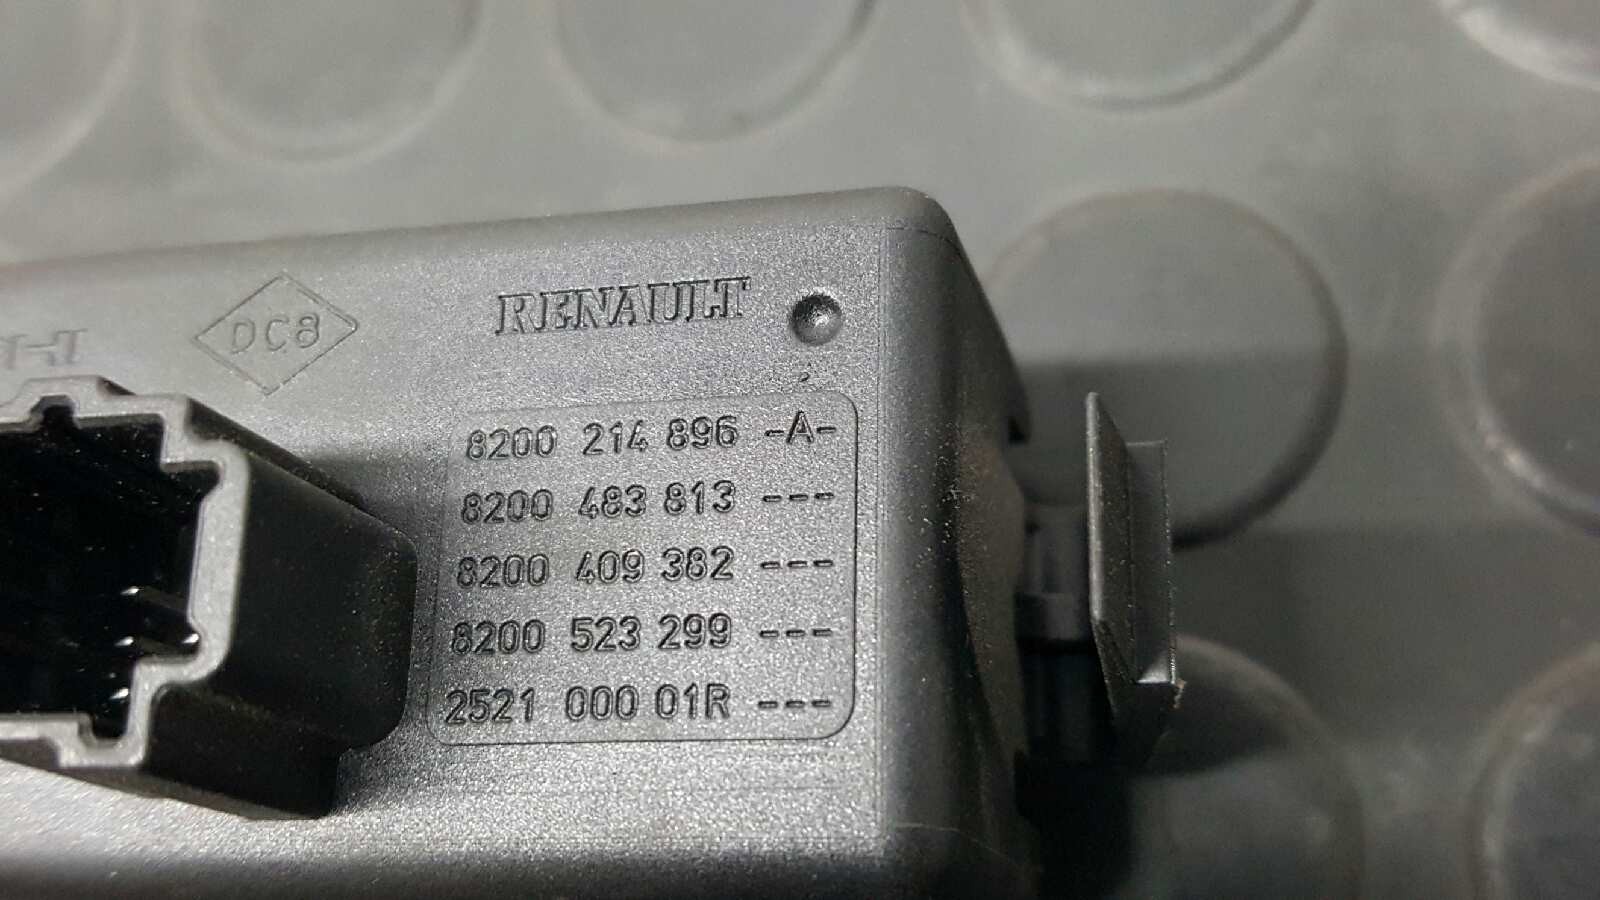 RENAULT
DC8
8200 214 896 -A-
8200 483 813 ---
8200 409 382 ---
8200 523 299 ---
2521 000 01R ---